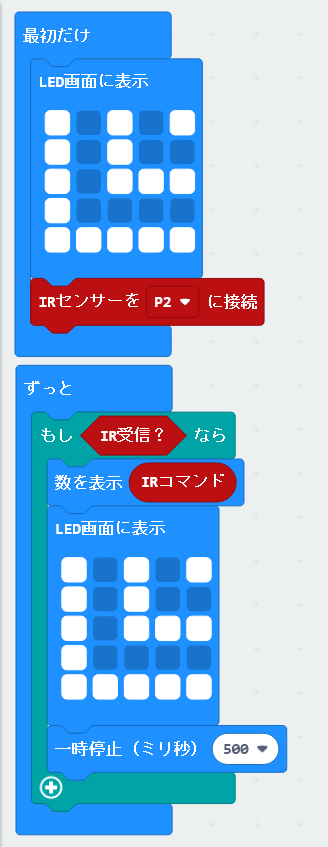 最初だけ
LED画面に表示
IRセンサーを P2 に接続
ずっと
もし IR受信？ なら
数を表示 IRコマンド
LED画面に表示
一時停止（ミリ秒） 500